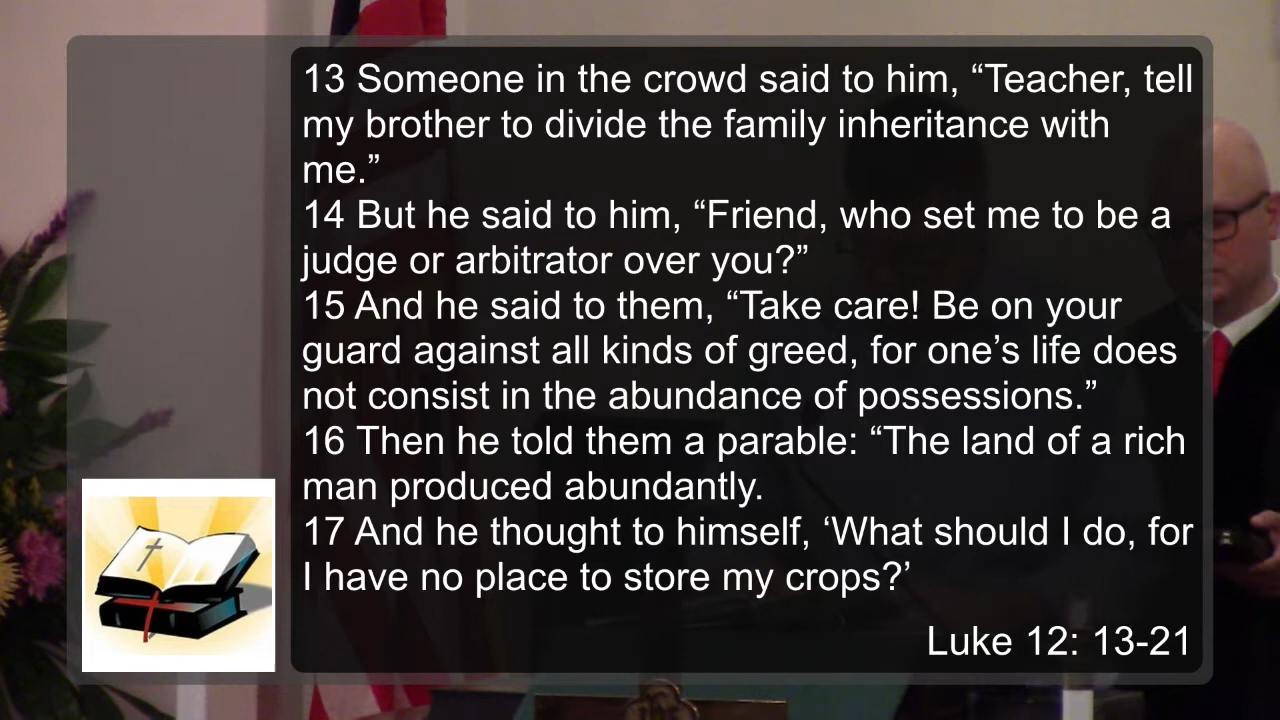 13 Someone in the crowd said to him, “Teacher, tell
my brother to divide the family inheritance with
me.”
14 But he said to him, “Friend, who set me to be a
judge or arbitrator over you?”
15 And he said to them, “Take care! Be on your
guard against all kinds of greed, for one’s life does
not consist in the abundance of possessions.”
16 Then he told them a parable: “The land of a rich
man produced abundantly.
17 And he thought to himself, ‘What should I do, for
I have no place to store my crops?’
Luke 12: 13-21